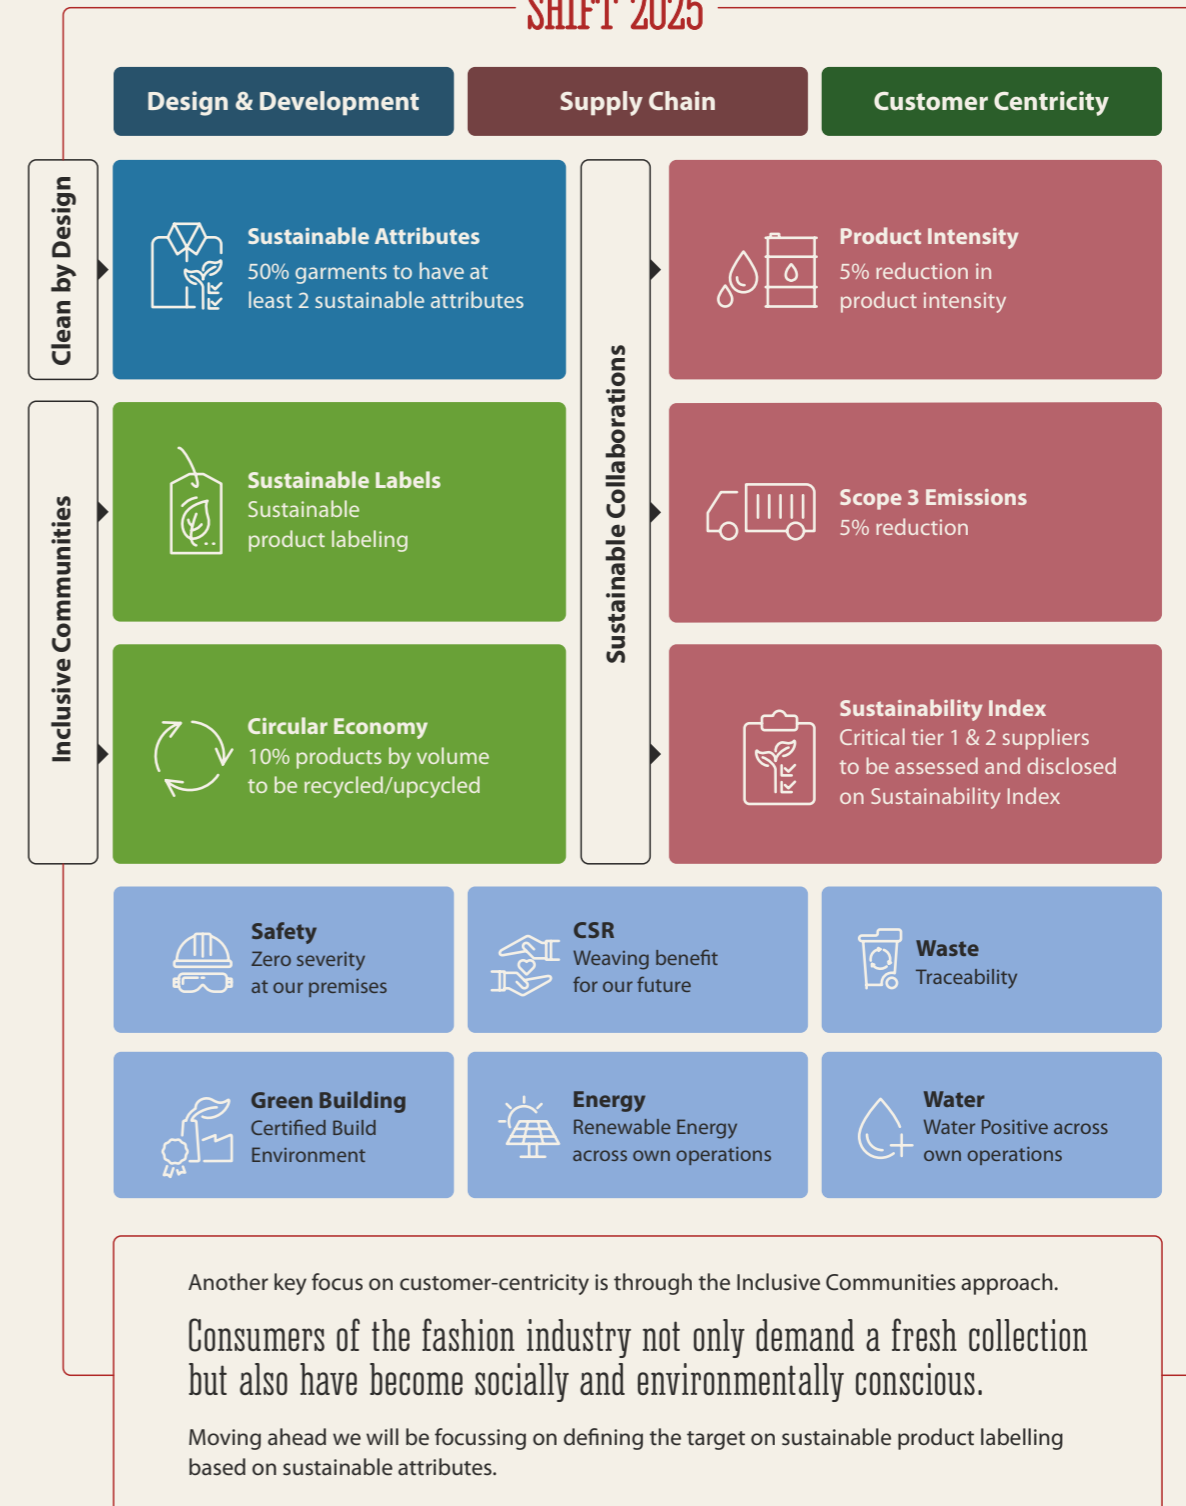 SHIFT 2025
Design & Development
Supply Chain
Customer Centricity
Clean by Design
Sustainable Attributes
50% garments to have at
least 2 sustainable attributes
Inclusive Communities
Sustainable Labels
Sustainable
product labeling
Circular Economy
10% products by volume
to be recycled/upcycled
Sustainable Collaborations
Product Intensity
5% reduction in
product intensity
Scope 3 Emissions
5% reduction
Sustainability Index
Critical tier 1 & 2 suppliers
to be assessed and disclosed
on Sustainability Index
Safety
Zero severity
at our premises
CSR
Weaving benefit
for our future
Waste
Traceability
Green Building
Certified Build
Environment
Energy
Renewable Energy
across own operations
Water
Water Positive across
own operations
Another key focus on customer-centricity is through the Inclusive Communities approach.
Consumers of the fashion industry not only demand a fresh collection
but also have become socially and environmentally conscious.
Moving ahead we will be focussing on defining the target on sustainable product labelling
based on sustainable attributes.